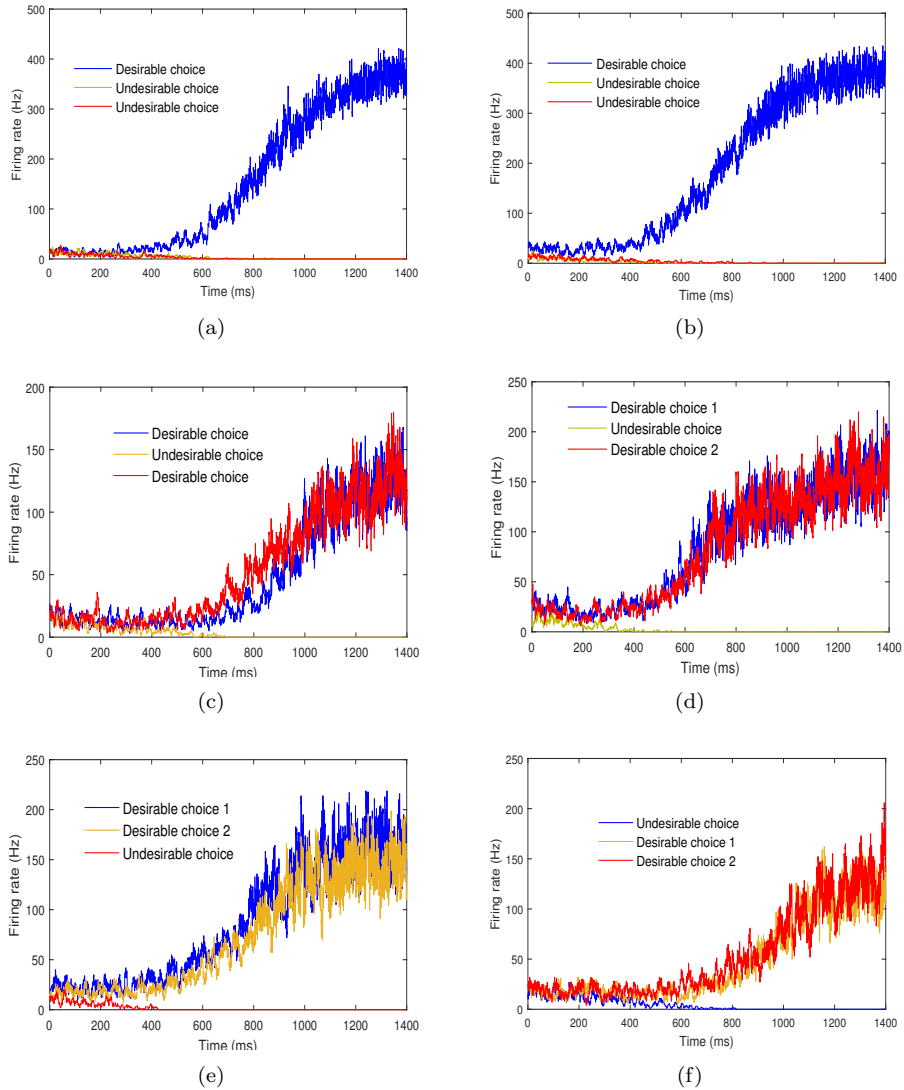 500
400
300
200
100
0
Firing rate (Hz)
Desirable choice
Undesirable choice
Undesirable choice
0 200 400 600 800 1000 1200 1400
Time (ms)
(a)
500
400
300
200
100
0
Firing rate (Hz)
Desirable choice
Undesirable choice
Undesirable choice
0 200 400 600 800 1000 1200 1400
Time (ms)
(b)
200
150
100
50
0
Firing rate (Hz)
Desirable choice
Undesirable choice
Desirable choice
0 200 400 600 800 1000 1200 1400
Time (ms)
(c)
250
200
150
100
50
0
Firing rate (Hz)
Desirable choice 1
Undesirable choice
Desirable choice 2
0 200 400 600 800 1000 1200 1400
Time (ms)
(d)
250
200
150
100
50
0
Firing rate (Hz)
Desirable choice 1
Desirable choice 2
Undesirable choice
0 200 400 600 800 1000 1200 1400
Time (ms)
(e)
250
200
150
100
50
0
Firing rate (Hz)
Undesirable choice
Desirable choice 1
Desirable choice 2
0 200 400 600 800 1000 1200 1400
Time (ms)
(f)